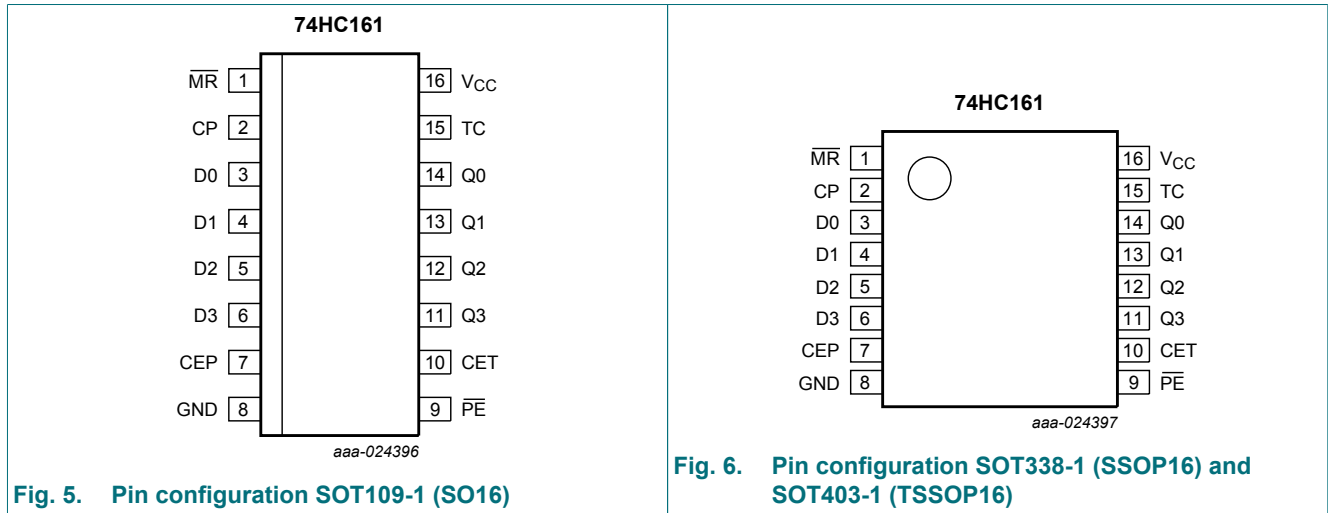 74HC161
M̅R̅ 1
16 VCC
CP 2
15 TC
D0 3
14 Q0
D1 4
13 Q1
D2 5
12 Q2
D3 6
11 Q3
CEP 7
10 CET
GND 8
9 P̅E̅
aaa-024396
Fig. 5. Pin configuration SOT109-1 (SO16)
74HC161
M̅R̅ 1
16 VCC
CP 2
15 TC
D0 3
14 Q0
D1 4
13 Q1
D2 5
12 Q2
D3 6
11 Q3
CEP 7
10 CET
GND 8
9 P̅E̅
aaa-024397
Fig. 6. Pin configuration SOT338-1 (SSOP16) and
SOT403-1 (TSSOP16)